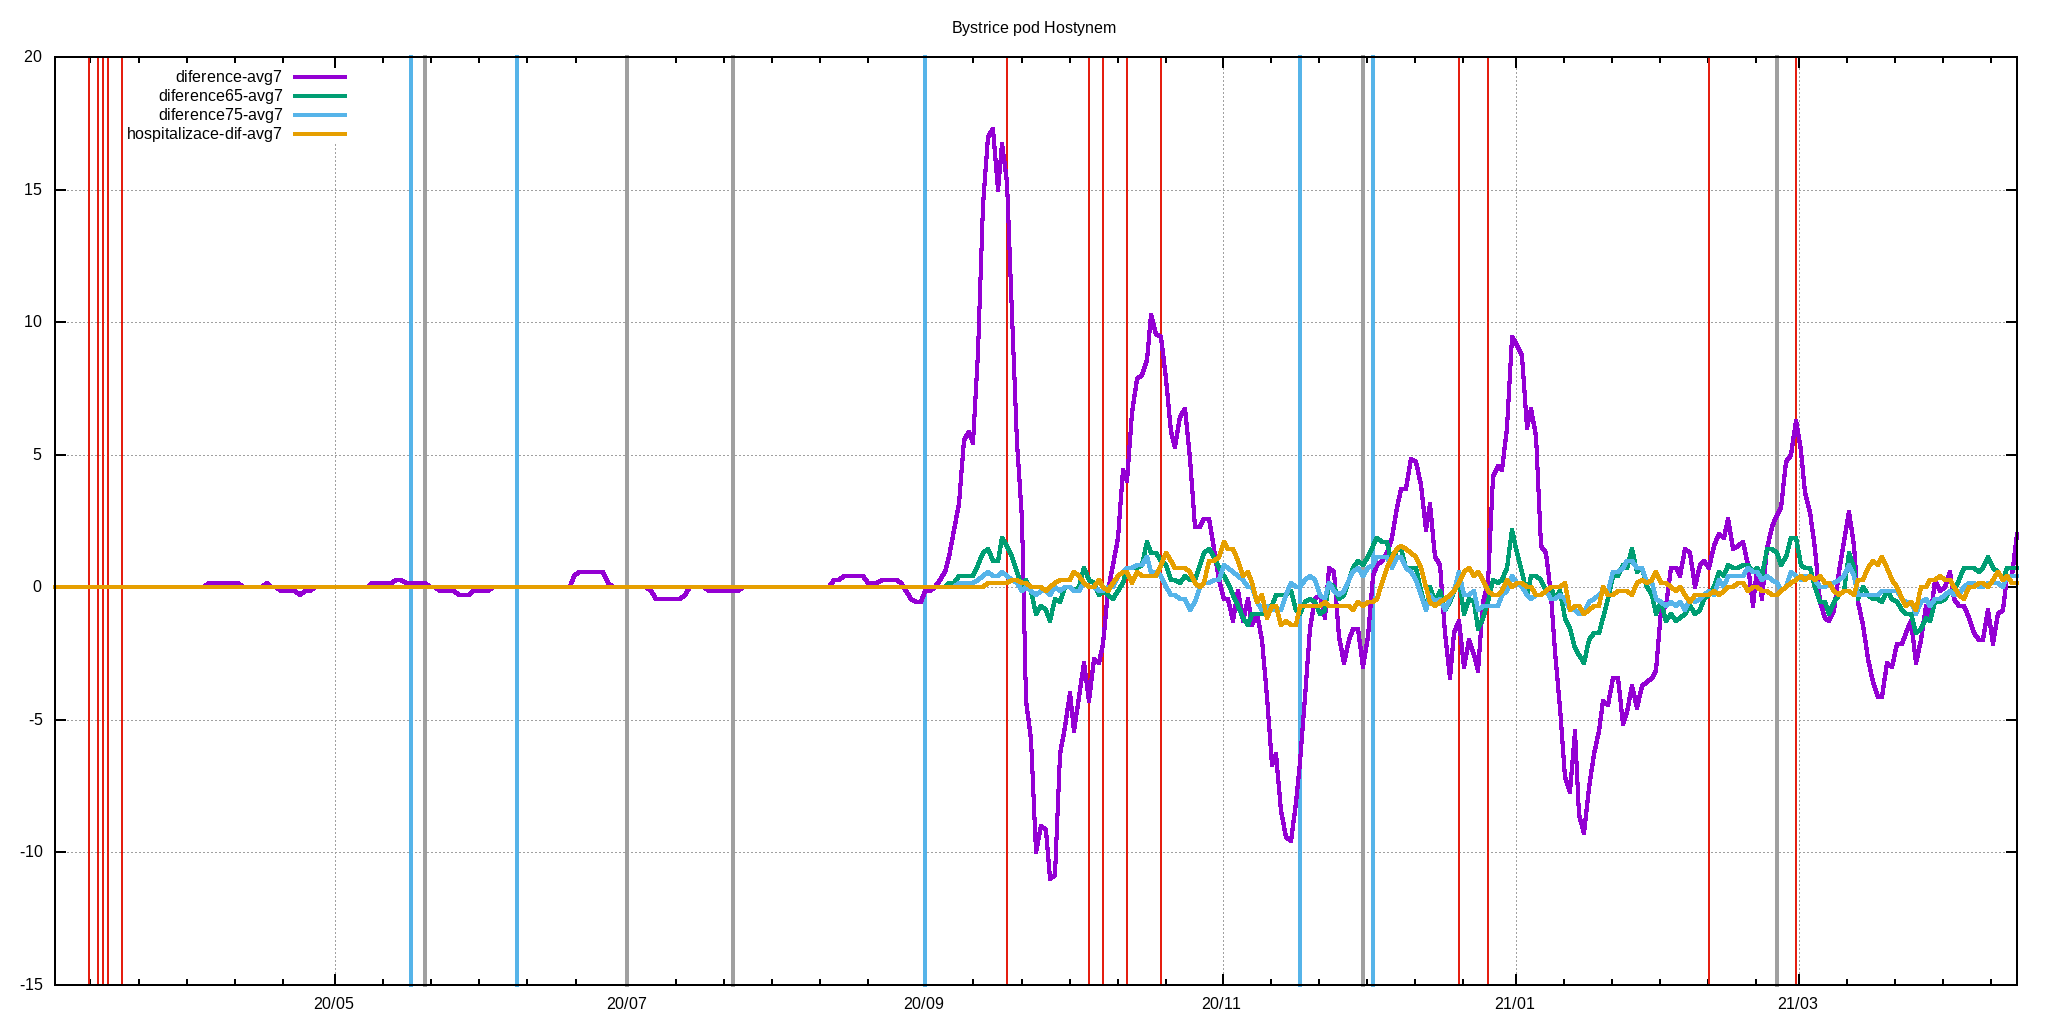 Bystrice pod Hostynem
20
15
10
5
0
-5
-10
-15
diference-avg7
diference65-avg7
diference75-avg7
hospitalizace-dif-avg7
20/05
20/07
20/09
20/11
21/01
21/03